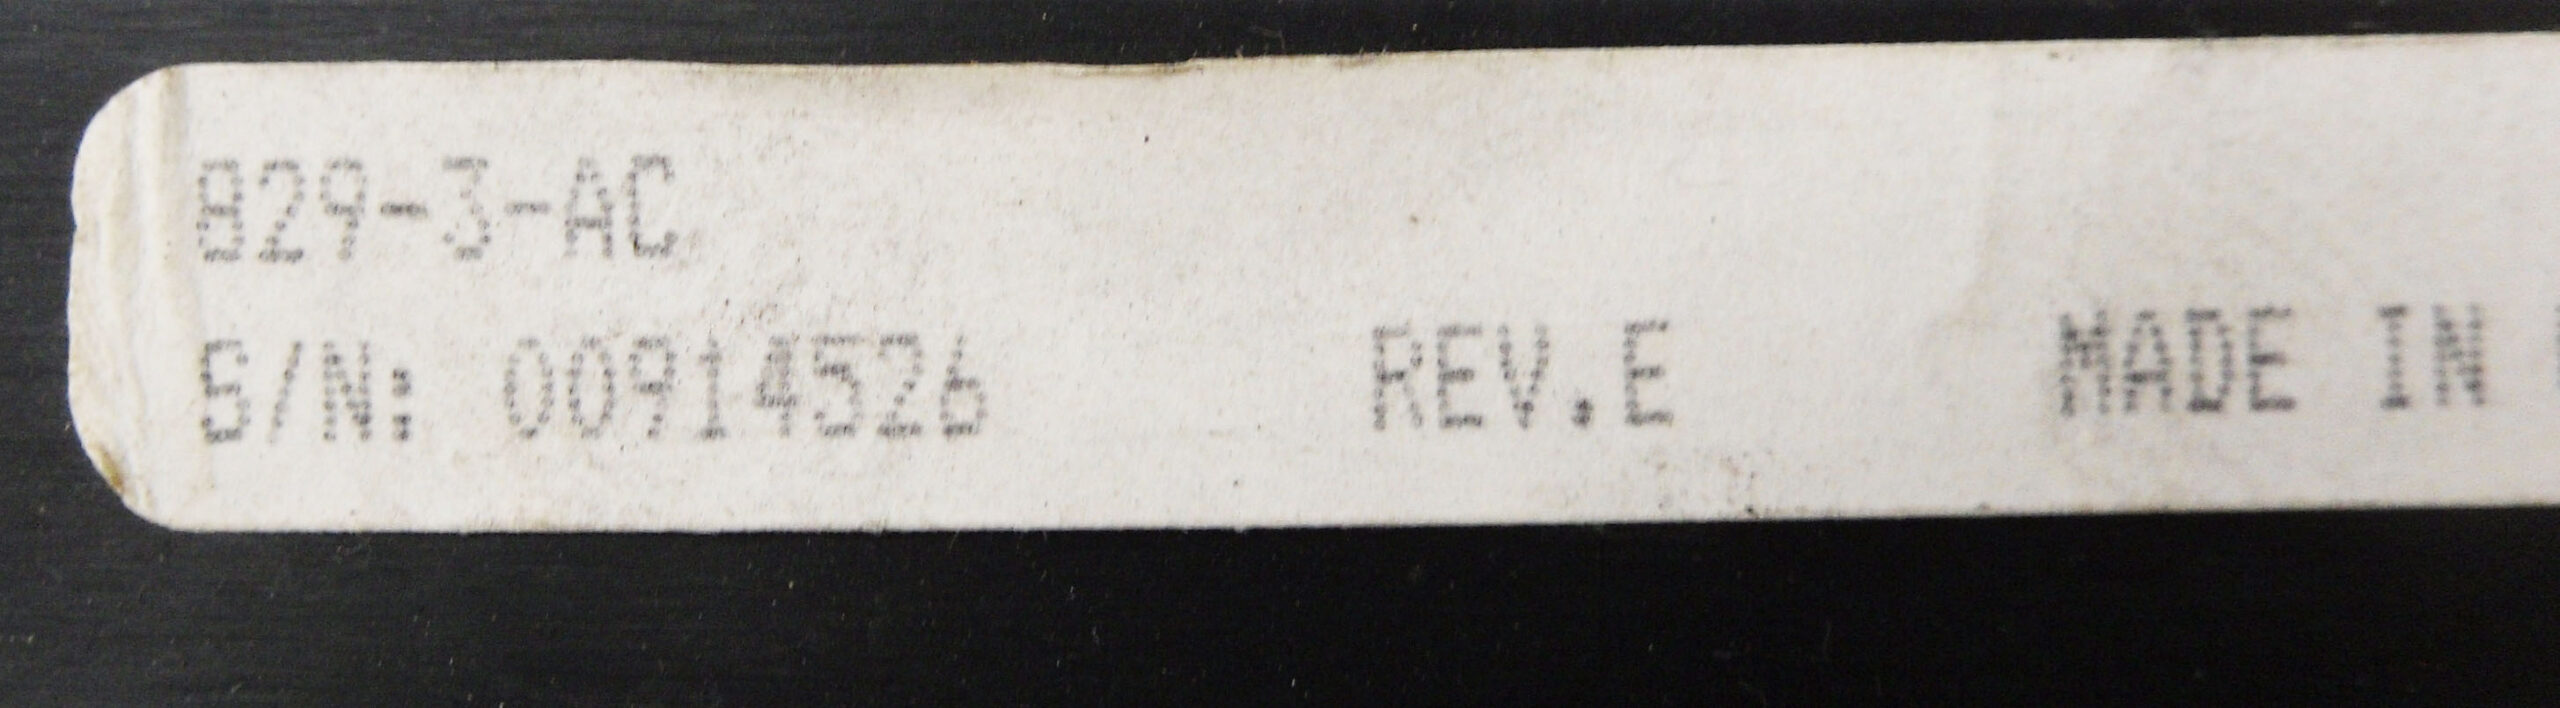 829-3-AC
S/N: 00914526 REV.E MADE IN